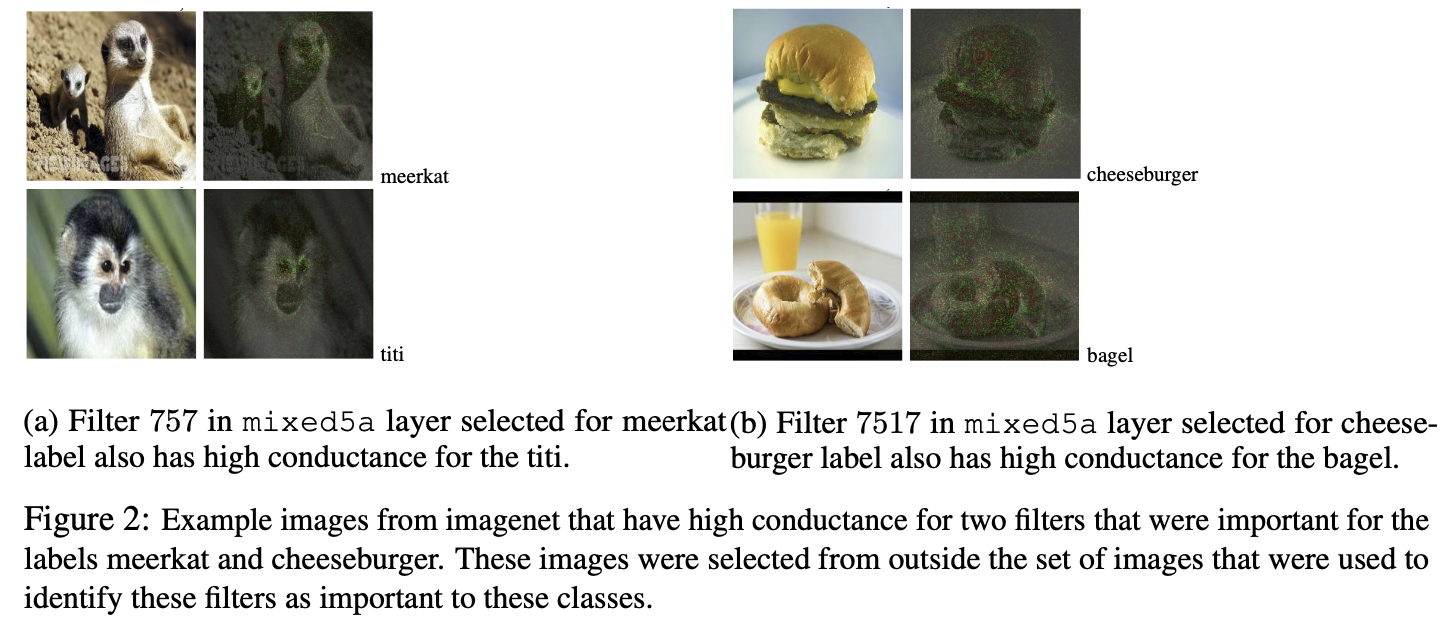 meerkat
titi
cheeseburger
bagel
(a) Filter 757 in mixed5a layer selected for meerkat
label also has high conductance for the titi.
(b) Filter 7517 in mixed5a layer selected for cheese-
burger label also has high conductance for the bagel.
Figure 2: Example images from imagenet that have high conductance for two filters that were important for the
labels meerkat and cheeseburger. These images were selected from outside the set of images that were used to
identify these filters as important to these classes.